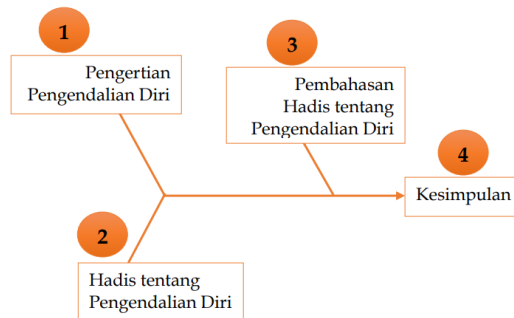 1
Pengertian
Pengendalian Diri
2
Hadis tentang
Pengendalian Diri
3
Pembahasan
Hadis tentang
Pengendalian Diri
4
Kesimpulan